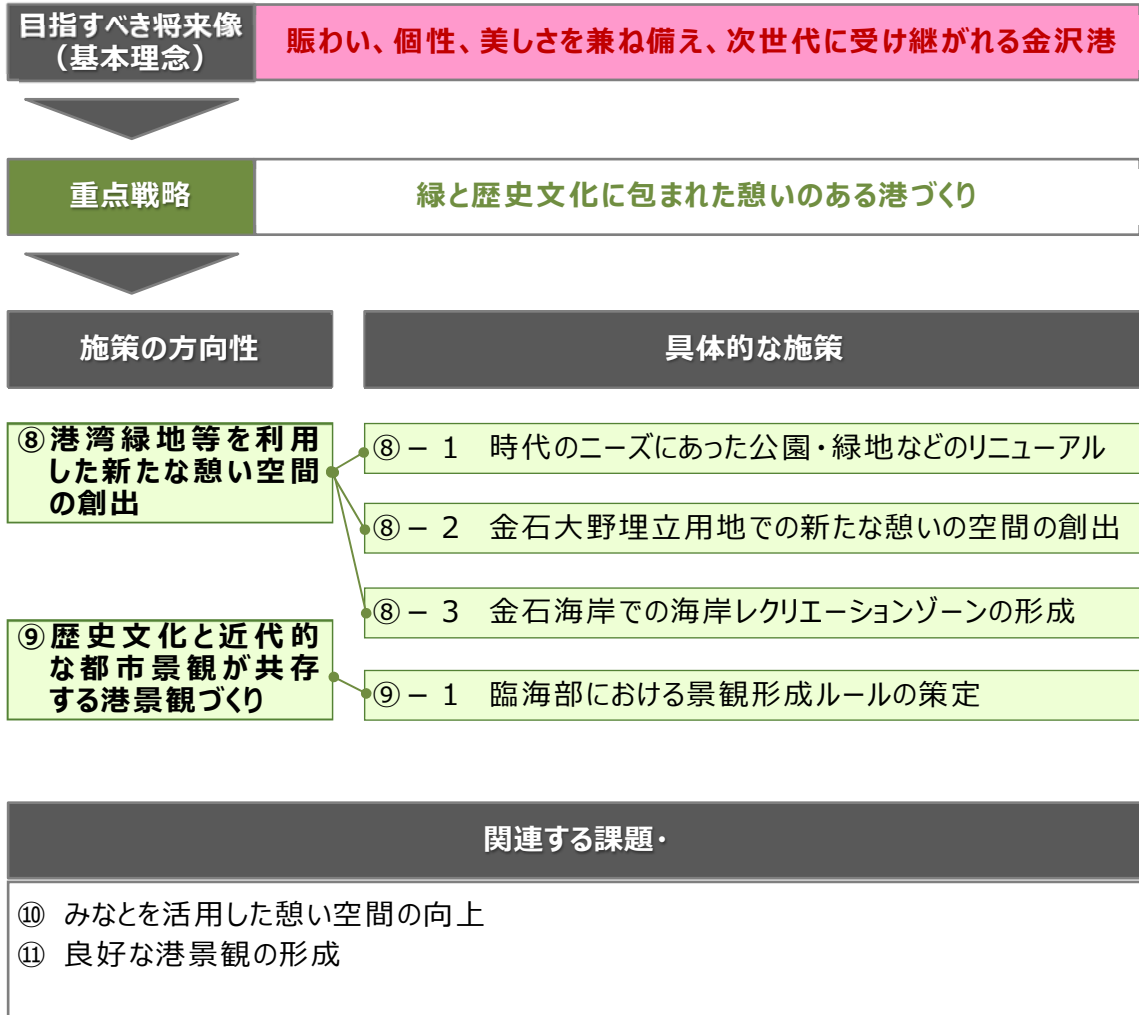 目指すべき将来像
（基本理念）
賑わい、個性、美しさを兼ね備え、次世代に受け継がれる金沢港
重点戦略
緑と歴史文化に包まれた憩いのある港づくり
施策の方向性
具体的な施策
⑧港湾緑地等を利用
した新たな憩い空間
の創出
⑧－１　時代のニーズにあった公園・緑地などのリニューアル
⑧－２　金石大野埋立用地での新たな憩いの空間の創出
⑧－３　金石海岸での海岸レクリエーションゾーンの形成
⑨歴史文化と近代的
な都市景観が共存
する港景観づくり
⑨－１　臨海部における景観形成ルールの策定
関連する課題・
⑩　みなとを活用した憩い空間の向上
⑪　良好な港景観の形成